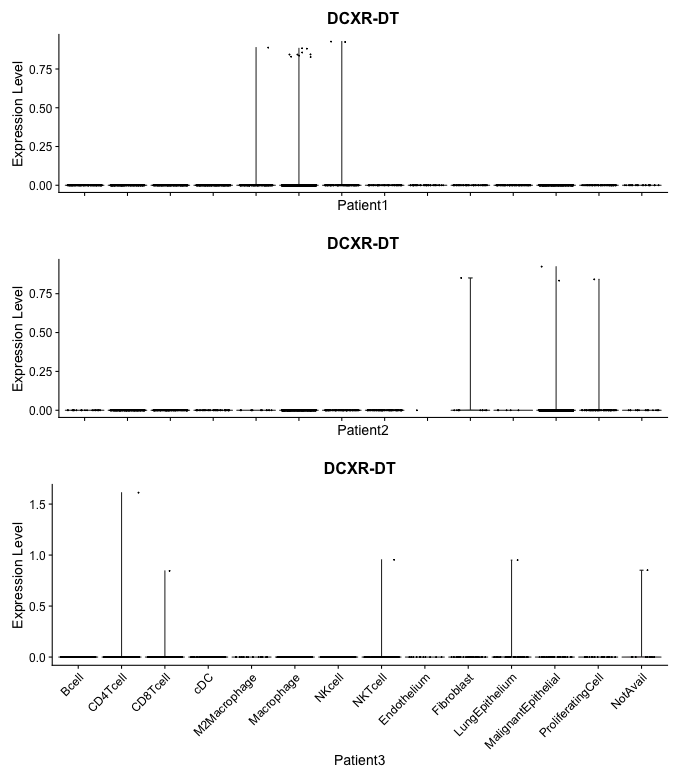 DCXR-DT
Expression Level
0.75
0.50
0.25
0.00
Patient1
DCXR-DT
Expression Level
0.75
0.50
0.25
0.00
Patient2
DCXR-DT
Expression Level
1.5
1.0
0.5
0.0
Bcell
CD4Tcell
CD8Tcell
cDC
M2Macrophage
Macrophage
NKcell
NKTcell
Endothelium
Fibroblast
LungEpithelium
MalignantEpithelial
ProliferatingCell
NotAvail
Patient3